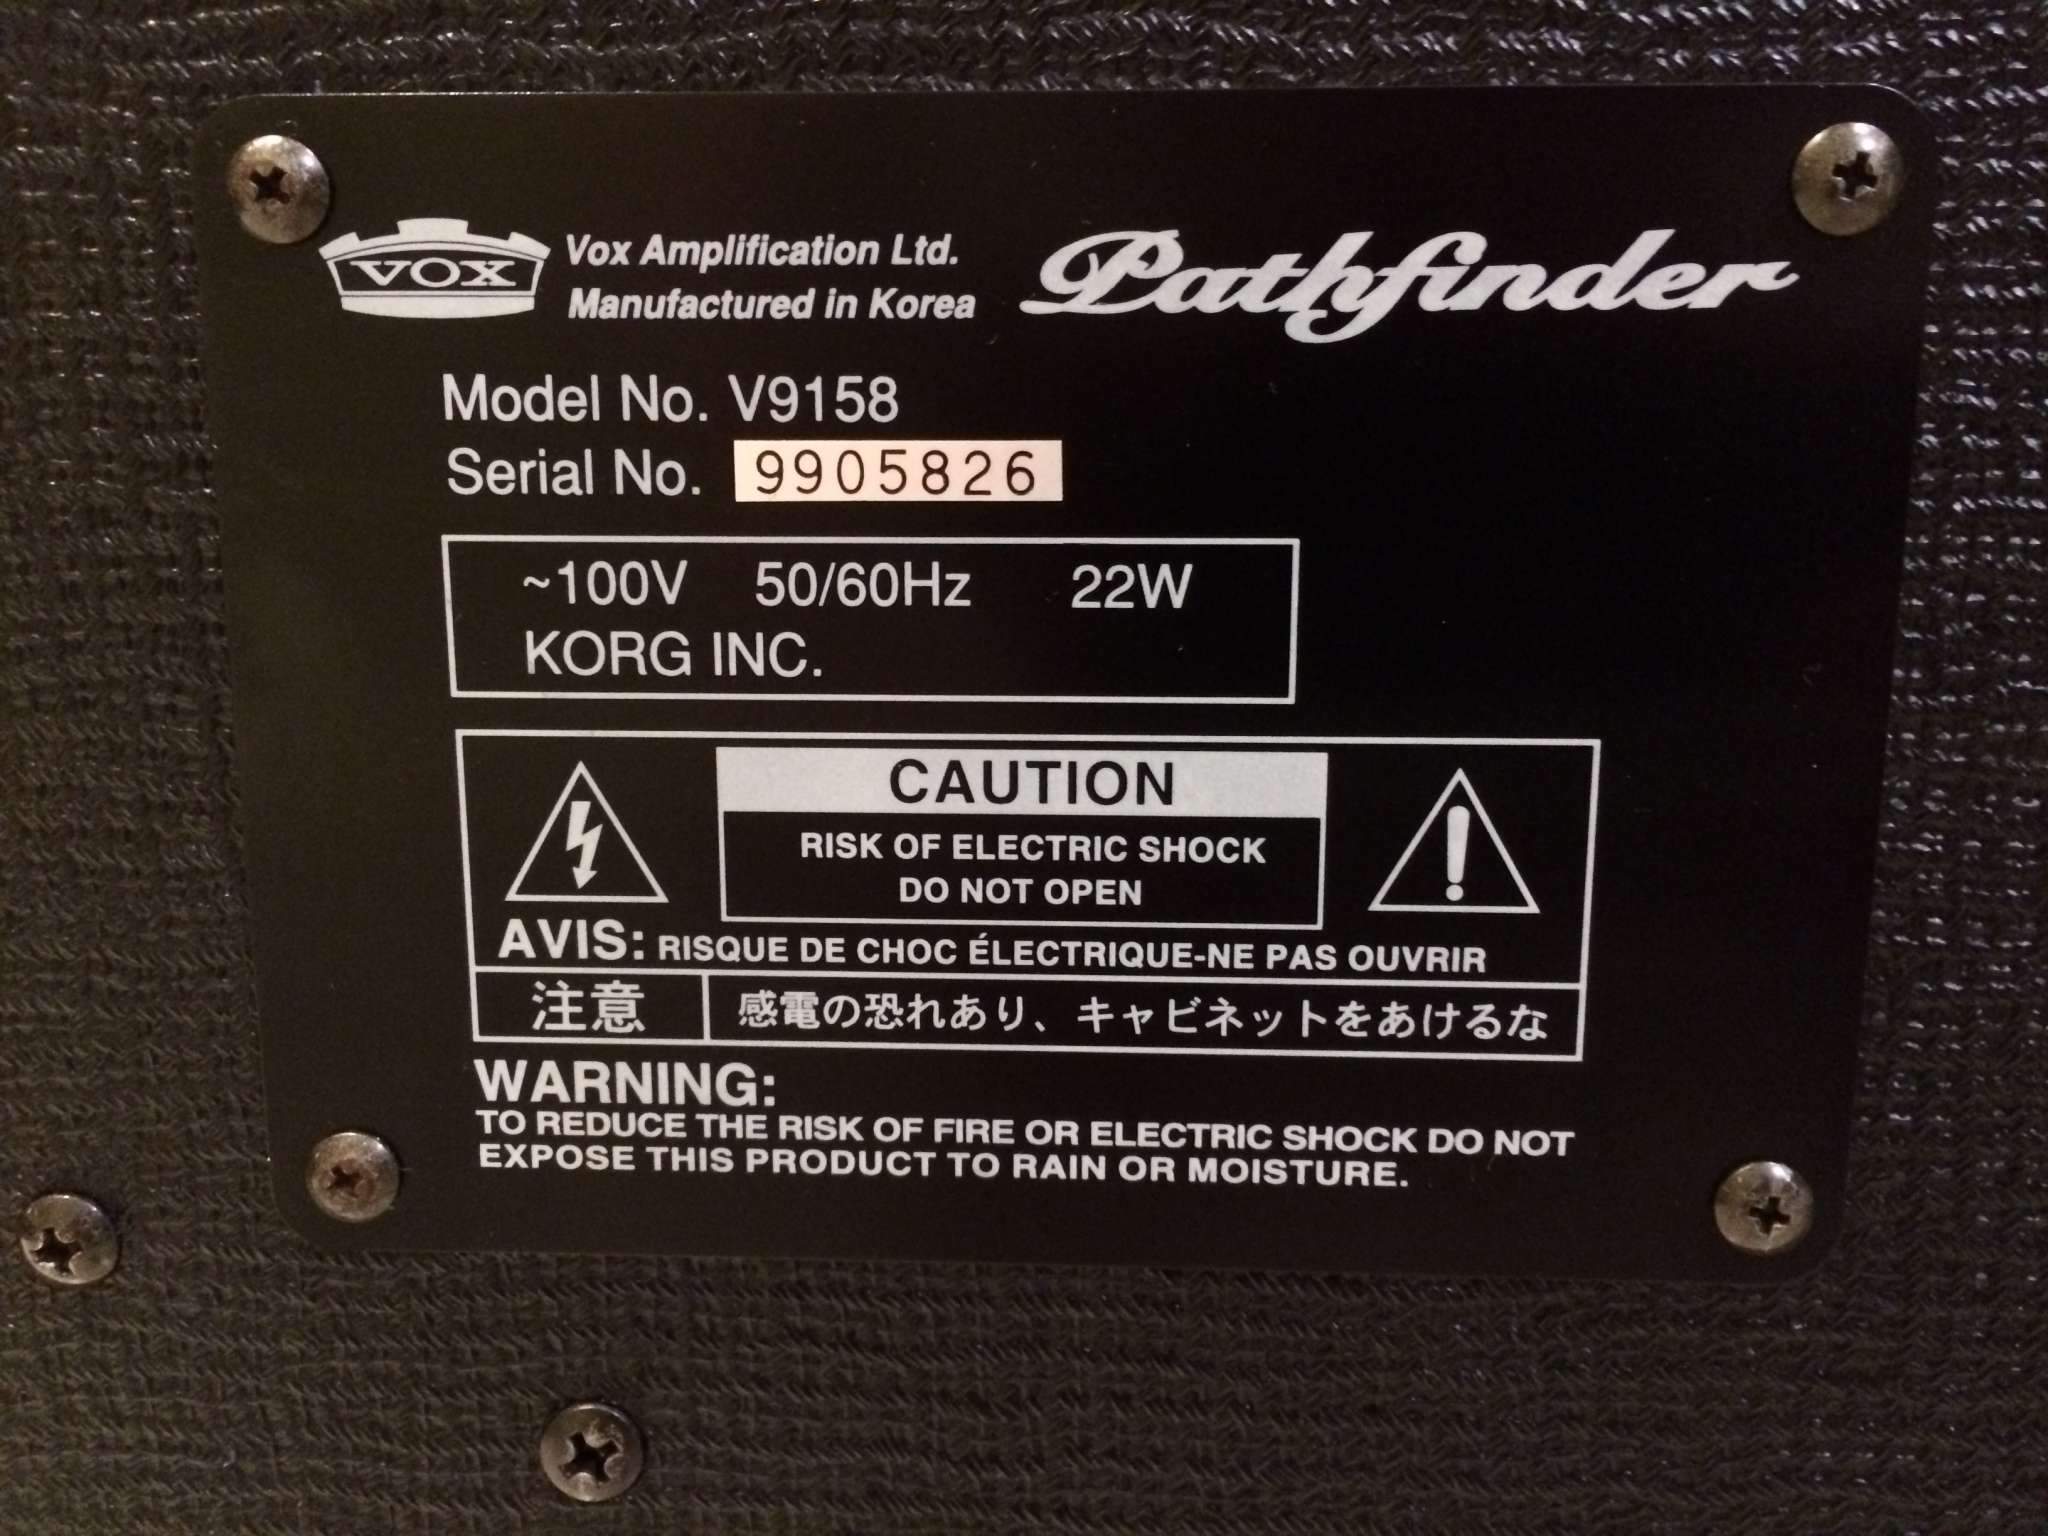 VOX
Vox Amplification Ltd.
Manufactured in Korea
Pathfinder
Model No. V9158
Serial No. 9905826
~100V 50/60Hz 22W
KORG INC.
CAUTION
RISK OF ELECTRIC SHOCK
DO NOT OPEN
AVIS: RISQUE DE CHOC ÉLECTRIQUE-NE PAS OUVRIR
注意 感電の恐れあり、キャビネットをあけるな
WARNING:
TO REDUCE THE RISK OF FIRE OR ELECTRIC SHOCK DO NOT
EXPOSE THIS PRODUCT TO RAIN OR MOISTURE.